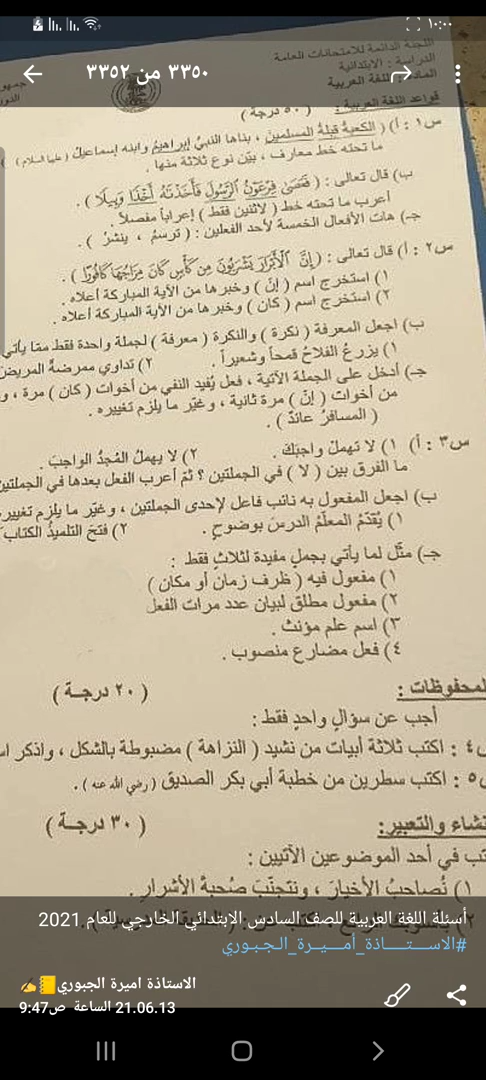 ١٠:٠٠
اللجنة الدائمة للامتحانات العامة
الدراسة : الابتدائية
اللغة العربية
٣٣٥٠ من ٣٣٥٢
قواعد اللغة العربية : ( ٥٠ درجة )
س١ : أ) ( الكعبة قبلة المسلمين ، بناها النبيُ إبراهيمُ وابنه إسماعيلُ ( عليهما السلام ) )
ما تحته خط معارف ، بيّن نوع ثلاثة منها .
ب) قال تعالى : ( فَعَصَىٰ فِرْعَوْنُ الرَّسُولَ فَأَخَذْنَاهُ أَخْذًا وَبِيلًا ) .
أعرب ما تحته خط ( لاثنين فقط ) إعراباً مفصلاً .
جـ) هات الأفعال الخمسة لأحد الفعلين : ( ترسمُ ، ينشرُ ) .
س٢ : أ) قال تعالى : ( إِنَّ الْأَبْرَارَ يَشْرَبُونَ مِن كَأْسٍ كَانَ مِزَاجُهَا كَافُورًا ) .
١) استخرج اسم ( إنّ ) وخبرها من الآية المباركة أعلاه .
٢) استخرج اسم ( كان ) وخبرها من الآية المباركة أعلاه .
ب) اجعل المعرفة ( نكرة ) والنكرة ( معرفة ) لجملة واحدة فقط ممّا يأتي
١) يزرعُ الفلاحُ قمحاً وشعيراً . ٢) تداوي ممرضةٌ المريض
جـ) أدخل على الجملة الآتية ، فعل يُفيد النفي من أخوات ( كان ) مرة ، و
من أخوات ( إنّ ) مرة ثانية ، وغيّر ما يلزم تغييره .
( المسافرُ عائدٌ ) .
س٣ : أ) ١) لا تهملْ واجبَكَ . ٢) لا يهملُ المُجدُّ الواجبَ .
ما الفرق بين ( لا ) في الجملتين ؟ ثمّ أعرب الفعل بعدها في الجملتين
ب) اجعل المفعول به نائب فاعل لإحدى الجملتين ، وغيّر ما يلزم تغييره
١) يُقدّمُ المعلّمُ الدرسَ بوضوحٍ . ٢) فتحَ التلميذُ الكتابَ
جـ) مثّل لما يأتي بجمل مفيدة لثلاثٍ فقط :
١) مفعول فيه ( ظرف زمان أو مكان )
٢) مفعول مطلق لبيان عدد مرات الفعل
٣) اسم علم مؤنث .
٤) فعل مضارع منصوب .
المحفوظات : ( ٢٠ درجة )
أجب عن سؤالٍ واحدٍ فقط :
٤ : اكتب ثلاثة أبيات من نشيد ( النزاهة ) مضبوطة بالشكل ، واذكر اس
٥ : اكتب سطرين من خطبة أبي بكر الصديق ( رضي الله عنه ) .
نشاء والتعبير: ( ٣٠ درجة )
تب في أحد الموضوعين الآتيين :
١) نُصاحبُ الأخيارَ ، ونتجنّبَ صُحبةَ الأشرارِ .
أسئلة اللغة العربية للصف السادس الابتدائي الخارجي للعام 2021
#الاســـتــــاذة_أمـــيــرة_الـجـبـوري
الاستاذة اميرة الجبوري📒✍
21.06.13 الساعة 9:47ص